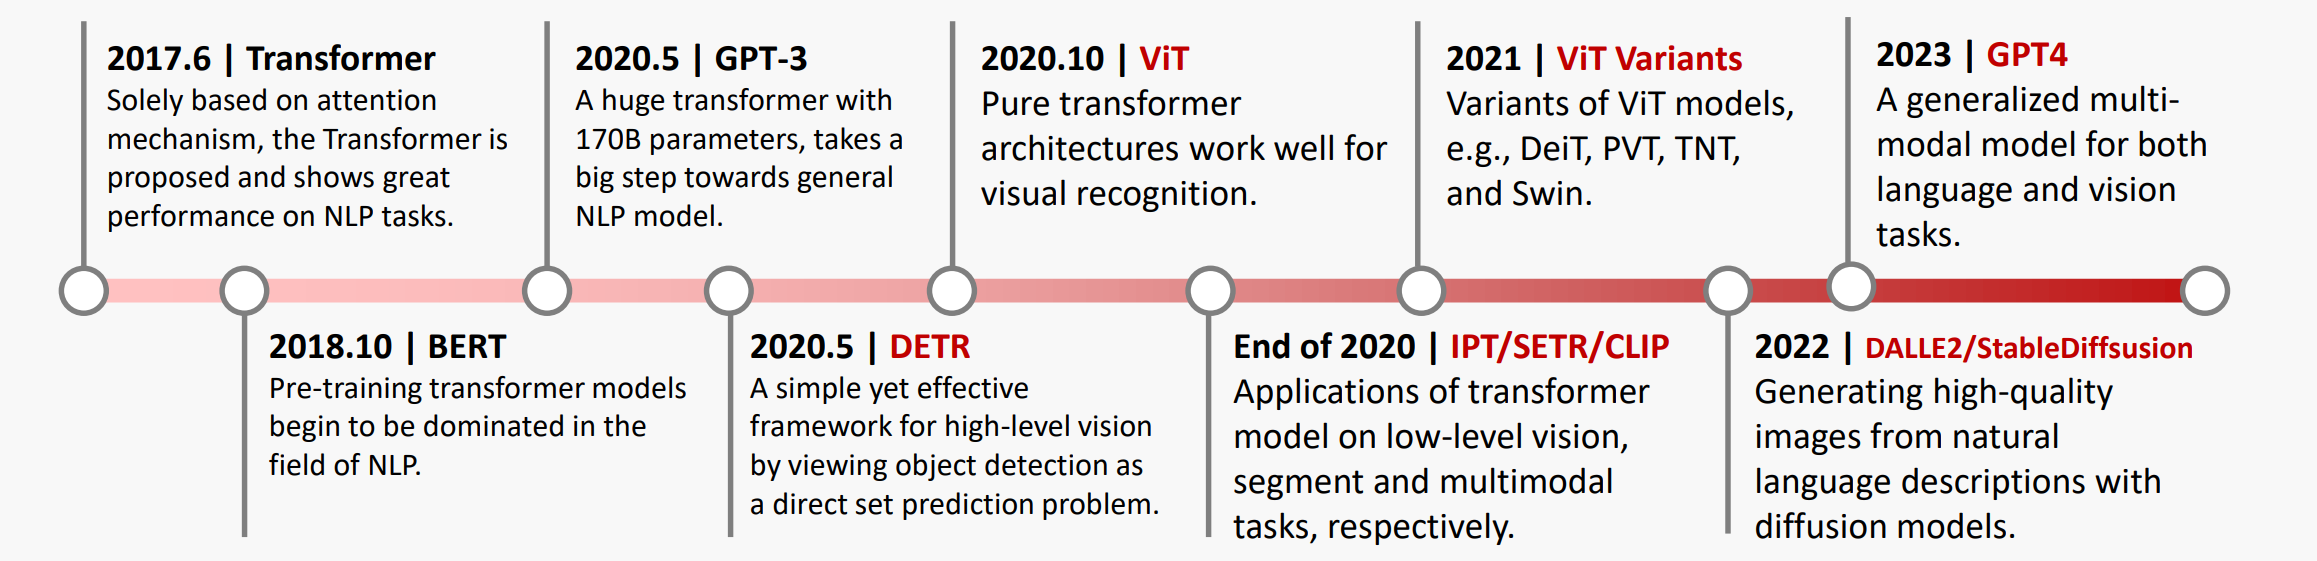 2017.6 | Transformer
Solely based on attention
mechanism, the Transformer is
proposed and shows great
performance on NLP tasks.
2018.10 | BERT
Pre-training transformer models
begin to be dominated in the
field of NLP.
2020.5 | GPT-3
A huge transformer with
170B parameters, takes a
big step towards general
NLP model.
2020.5 | DETR
A simple yet effective
framework for high-level vision
by viewing object detection as
a direct set prediction problem.
2020.10 | ViT
Pure transformer
architectures work well for
visual recognition.
End of 2020 | IPT/SETR/CLIP
Applications of transformer
model on low-level vision,
segment and multimodal
tasks, respectively.
2021 | ViT Variants
Variants of ViT models,
e.g., DeiT, PVT, TNT,
and Swin.
2022 | DALLE2/StableDiffsusion
Generating high-quality
images from natural
language descriptions with
diffusion models.
2023 | GPT4
A generalized multi-
modal model for both
language and vision
tasks.